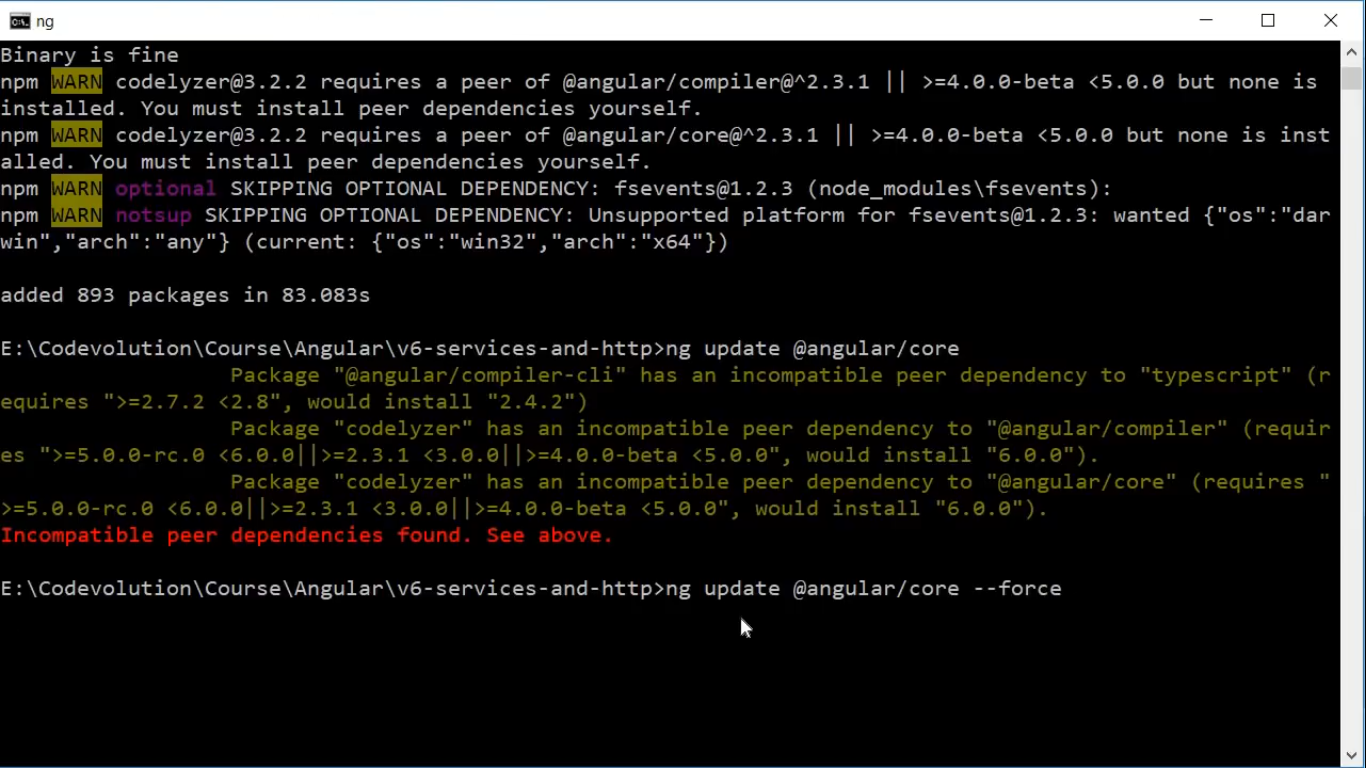 ng
Binary is fine
npm WARN codelyzer@3.2.2 requires a peer of @angular/compiler@^2.3.1 || >=4.0.0-beta <5.0.0 but none is
installed. You must install peer dependencies yourself.
npm WARN codelyzer@3.2.2 requires a peer of @angular/core@^2.3.1 || >=4.0.0-beta <5.0.0 but none is inst
alled. You must install peer dependencies yourself.
npm WARN optional SKIPPING OPTIONAL DEPENDENCY: fsevents@1.2.3 (node_modules\fsevents):
npm WARN notsup SKIPPING OPTIONAL DEPENDENCY: Unsupported platform for fsevents@1.2.3: wanted {"os":"dar
win","arch":"any"} (current: {"os":"win32","arch":"x64"})
added 893 packages in 83.083s
E:\Codevolution\Course\Angular\v6-services-and-http>ng update @angular/core
Package "@angular/compiler-cli" has an incompatible peer dependency to "typescript" (r
equires ">=2.7.2 <2.8", would install "2.4.2")
Package "codelyzer" has an incompatible peer dependency to "@angular/compiler" (requir
es ">=5.0.0-rc.0 <6.0.0||>=2.3.1 <3.0.0||>=4.0.0-beta <5.0.0", would install "6.0.0").
Package "codelyzer" has an incompatible peer dependency to "@angular/core" (requires "
>=5.0.0-rc.0 <6.0.0||>=2.3.1 <3.0.0||>=4.0.0-beta <5.0.0", would install "6.0.0").
Incompatible peer dependencies found. See above.
E:\Codevolution\Course\Angular\v6-services-and-http>ng update @angular/core --force